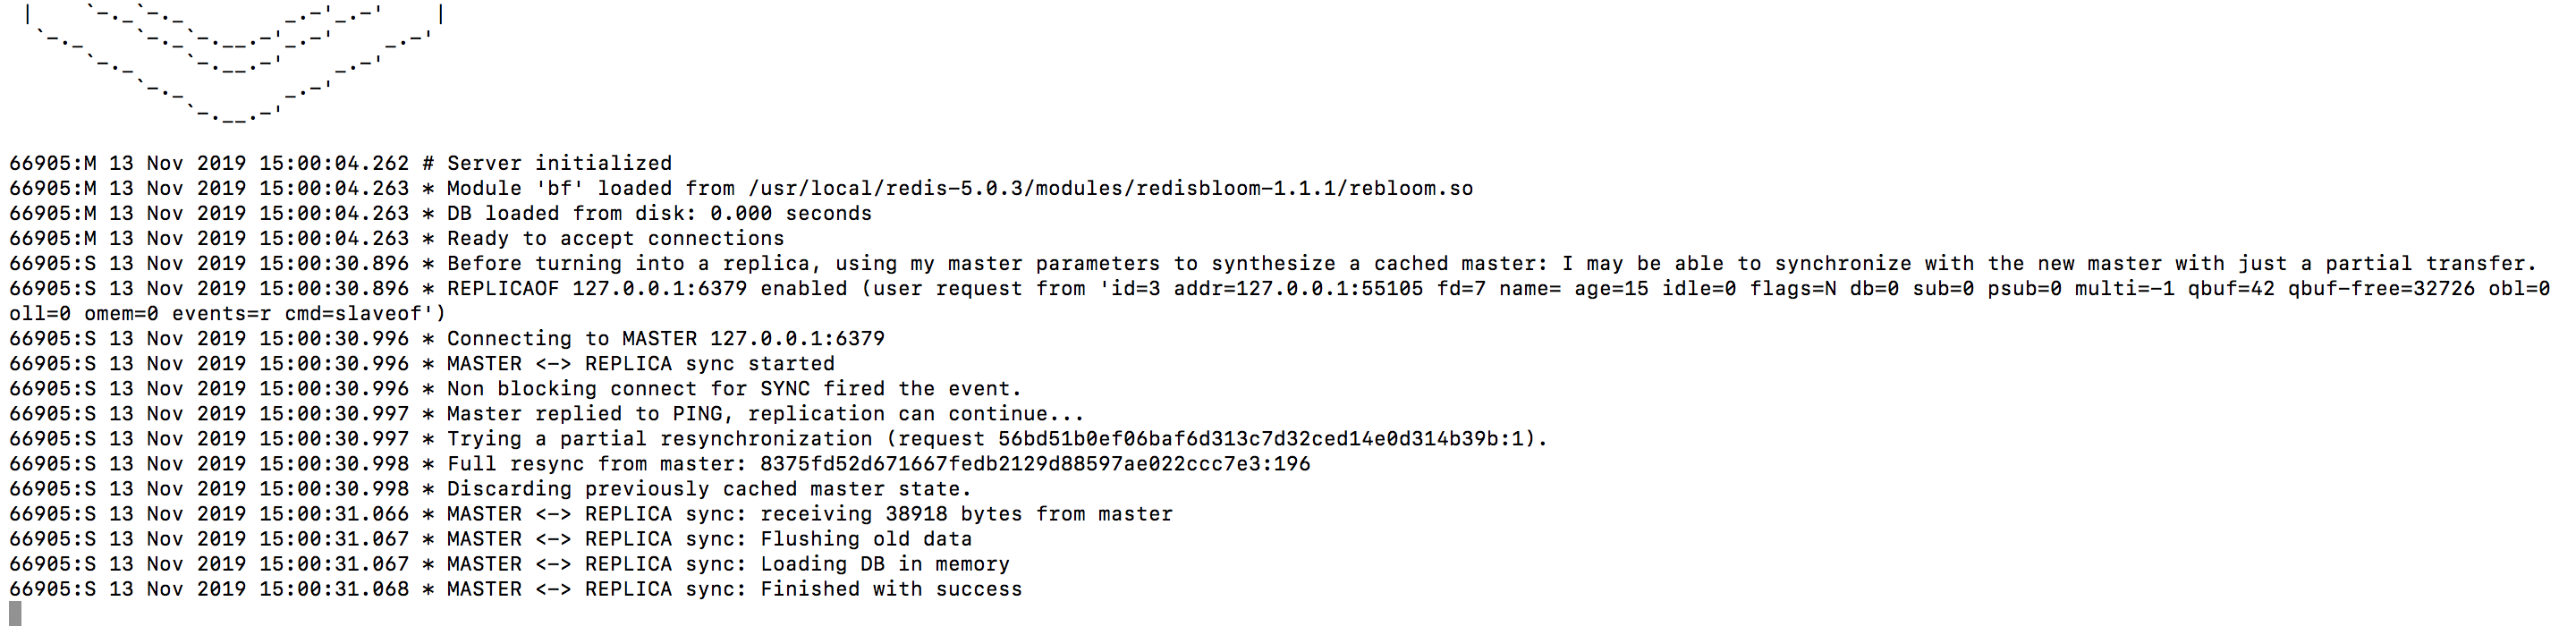 |    `-._`-._        _.-'_.-'    |
  `-._    `-._`-.__.-'_.-'    _.-'
      `-._    `-.__.-'    _.-'
          `-._        _.-'
              `-.__.-'
66905:M 13 Nov 2019 15:00:04.262 # Server initialized
66905:M 13 Nov 2019 15:00:04.263 * Module 'bf' loaded from /usr/local/redis-5.0.3/modules/redisbloom-1.1.1/rebloom.so
66905:M 13 Nov 2019 15:00:04.263 * DB loaded from disk: 0.000 seconds
66905:M 13 Nov 2019 15:00:04.263 * Ready to accept connections
66905:S 13 Nov 2019 15:00:30.896 * Before turning into a replica, using my master parameters to synthesize a cached master: I may be able to synchronize with the new master with just a partial transfer.
66905:S 13 Nov 2019 15:00:30.896 * REPLICAOF 127.0.0.1:6379 enabled (user request from 'id=3 addr=127.0.0.1:55105 fd=7 name= age=15 idle=0 flags=N db=0 sub=0 psub=0 multi=-1 qbuf=42 qbuf-free=32726 obl=0
oll=0 omem=0 events=r cmd=slaveof')
66905:S 13 Nov 2019 15:00:30.996 * Connecting to MASTER 127.0.0.1:6379
66905:S 13 Nov 2019 15:00:30.996 * MASTER <-> REPLICA sync started
66905:S 13 Nov 2019 15:00:30.996 * Non blocking connect for SYNC fired the event.
66905:S 13 Nov 2019 15:00:30.997 * Master replied to PING, replication can continue...
66905:S 13 Nov 2019 15:00:30.997 * Trying a partial resynchronization (request 56bd51b0ef06baf6d313c7d32ced14e0d314b39b:1).
66905:S 13 Nov 2019 15:00:30.998 * Full resync from master: 8375fd52d671667fedb2129d88597ae022ccc7e3:196
66905:S 13 Nov 2019 15:00:30.998 * Discarding previously cached master state.
66905:S 13 Nov 2019 15:00:31.066 * MASTER <-> REPLICA sync: receiving 38918 bytes from master
66905:S 13 Nov 2019 15:00:31.067 * MASTER <-> REPLICA sync: Flushing old data
66905:S 13 Nov 2019 15:00:31.067 * MASTER <-> REPLICA sync: Loading DB in memory
66905:S 13 Nov 2019 15:00:31.068 * MASTER <-> REPLICA sync: Finished with success